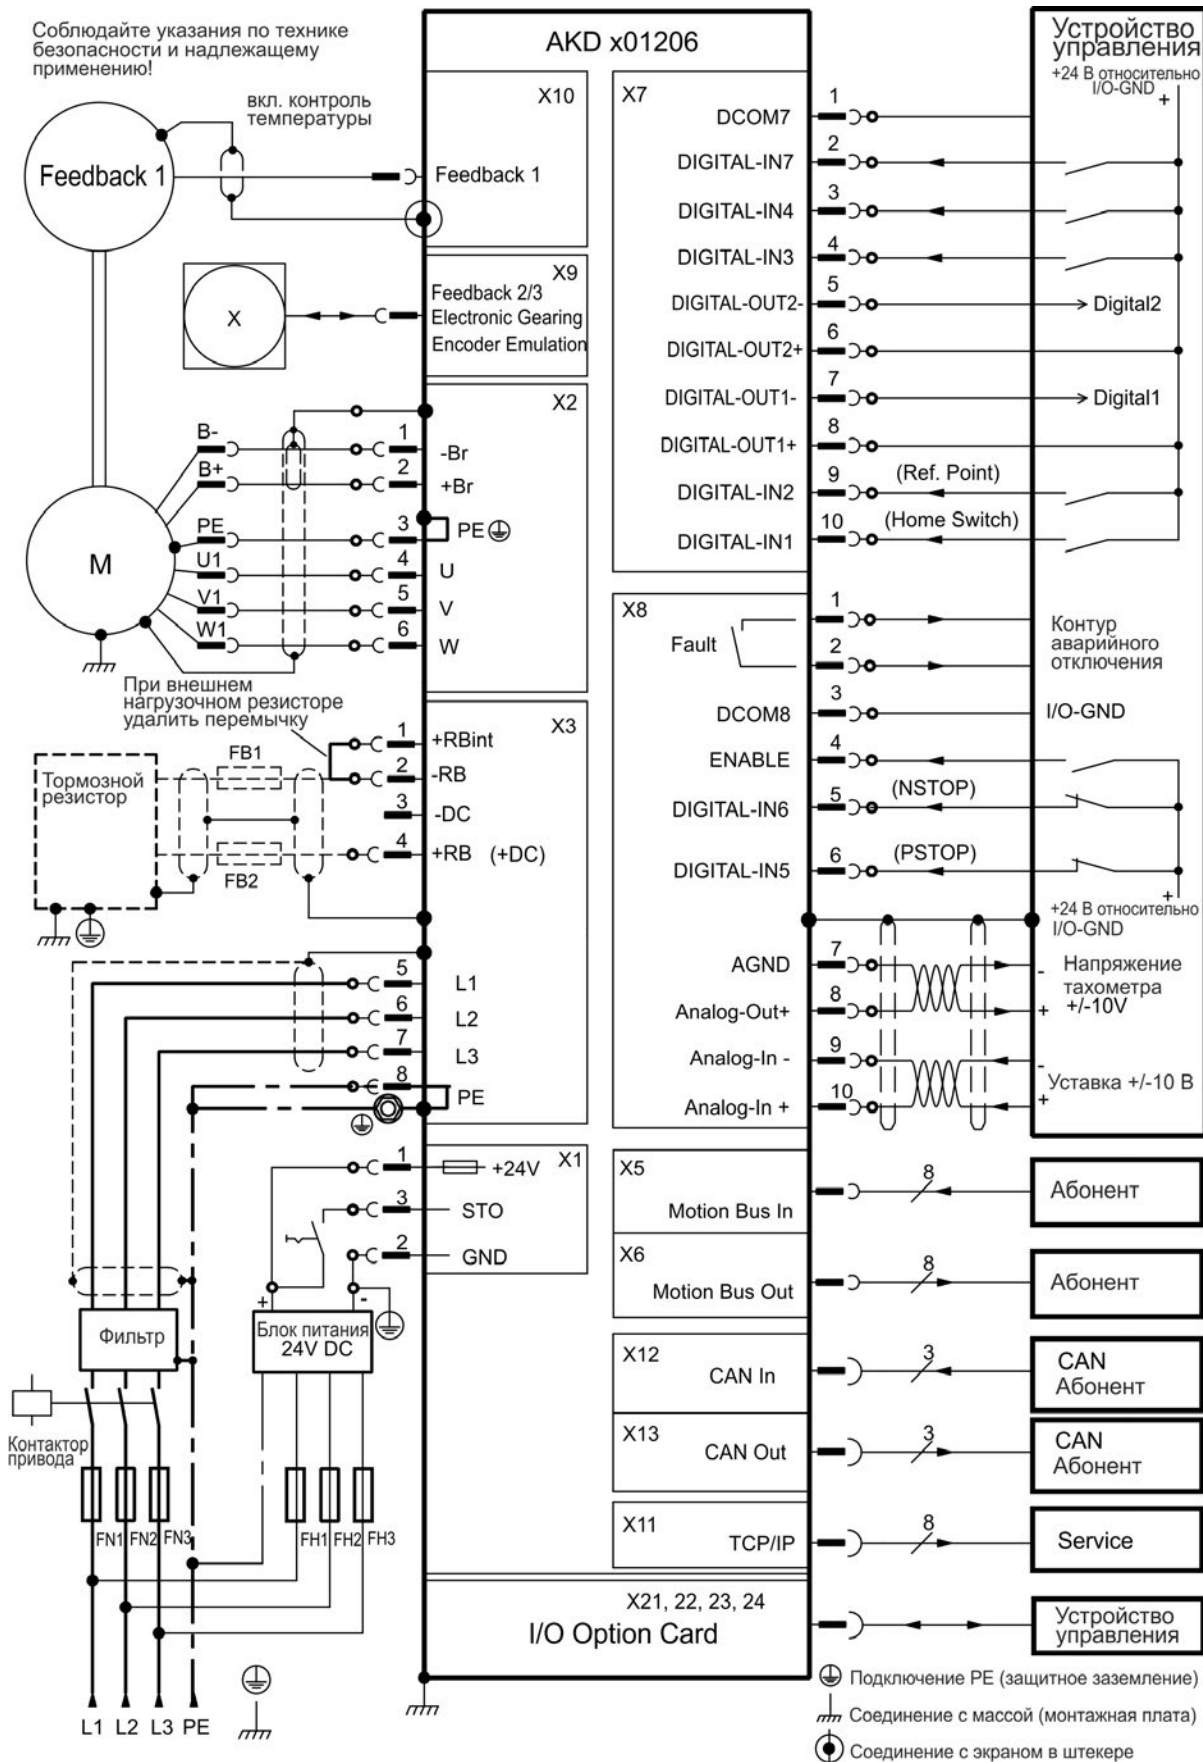 Соблюдайте указания по технике
безопасности и надлежащему
применению!
вкл. контроль
температуры
Feedback 1
X
B-
B+
PE
U1
V1
W1
M
При внешнем
нагрузочном резисторе
удалить перемычку
FB1
Тормозной
резистор
FB2
Фильтр
Блок питания
24V DC
+
-
Контактор
привода
FN1
FN2
FN3
FH1
FH2
FH3
L1
L2
L3
PE
AKD x01206
X10
Feedback 1
X9
Feedback 2/3
Electronic Gearing
Encoder Emulation
X2
1
-Br
2
+Br
3
PE
4
U
5
V
6
W
X3
1
+RBint
2
-RB
3
-DC
4
+RB (+DC)
5
L1
6
L2
7
L3
8
PE
X1
1
+24V
3
STO
2
GND
X7
DCOM7
1
DIGITAL-IN7
2
DIGITAL-IN4
3
DIGITAL-IN3
4
DIGITAL-OUT2-
5
Digital2
DIGITAL-OUT2+
6
DIGITAL-OUT1-
7
Digital1
DIGITAL-OUT1+
8
DIGITAL-IN2
9
(Ref. Point)
DIGITAL-IN1
10
(Home Switch)
X8
Fault
1
2
DCOM8
3
I/O-GND
ENABLE
4
DIGITAL-IN6
5
(NSTOP)
DIGITAL-IN5
6
(PSTOP)
AGND
7
Analog-Out+
8
Analog-In -
9
Analog-In +
10
Устройство
управления
+24 В относительно
I/O-GND
+
Контур
аварийного
отключения
+
+24 В относительно
I/O-GND
-
Напряжение
тахометра
+ +/-10V
-
Уставка +/-10 В
+
X5
Motion Bus In
8
Абонент
X6
Motion Bus Out
8
Абонент
X12
CAN In
3
CAN
Абонент
X13
CAN Out
3
CAN
Абонент
X11
TCP/IP
8
Service
X21, 22, 23, 24
I/O Option Card
Устройство
управления
Подключение PE (защитное заземление)
Соединение с массой (монтажная плата)
Соединение с экраном в штекере